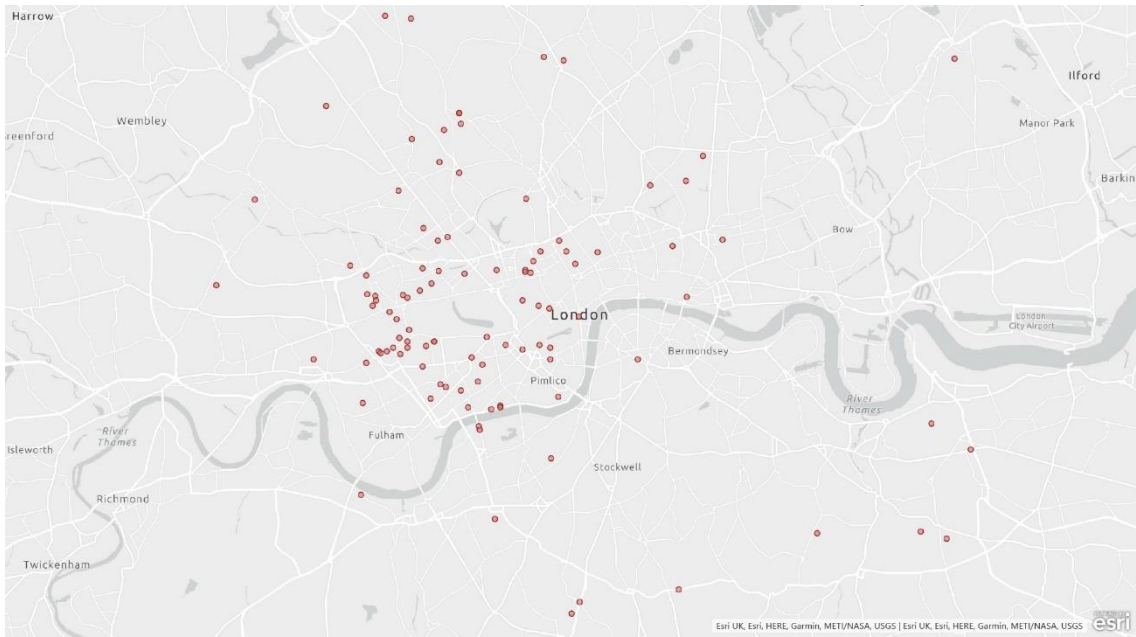 Harrow
Ilford
Wembley
Manor Park
Greenford
Barkin
Bow
London
London
City Airport
Bermondsey
Pimlico
River
Thames
River
Thames
Fulham
Isleworth
Stockwell
Richmond
Twickenham
Esri UK, Esri, HERE, Garmin, METI/NASA, USGS | Esri UK, Esri, HERE, Garmin, METI/NASA, USGS
esri